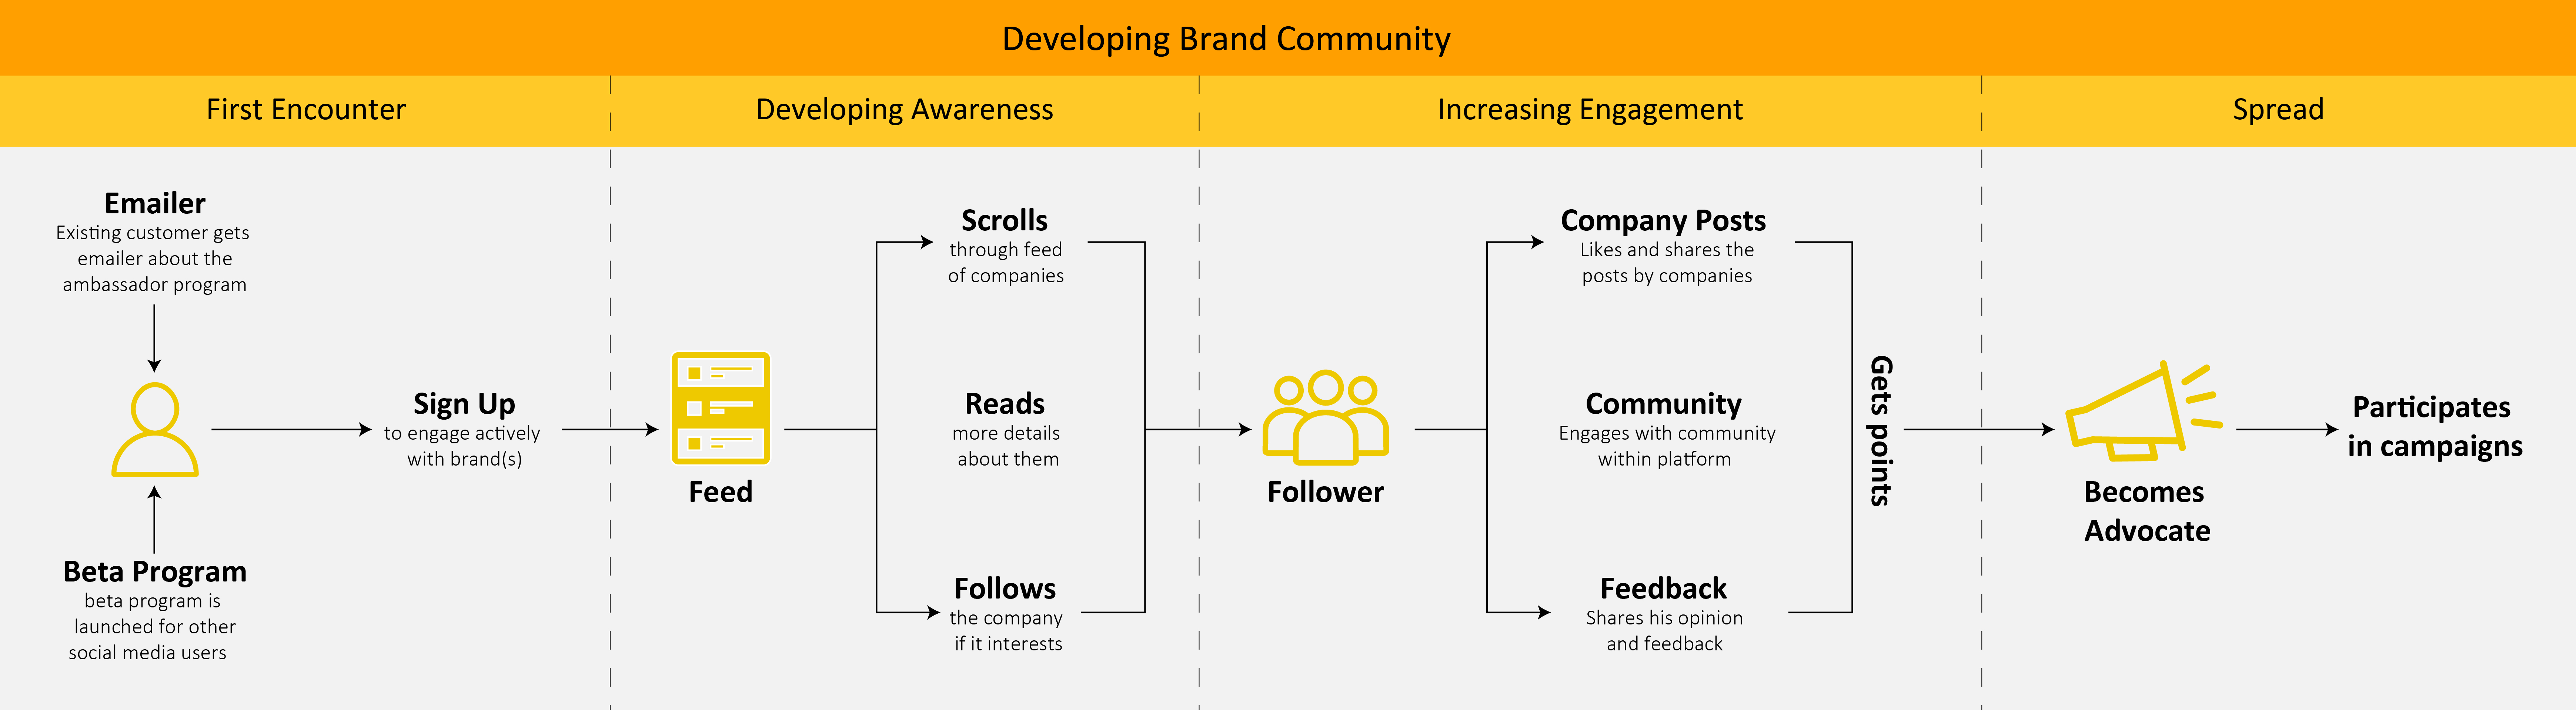 Developing Brand Community
First Encounter
Developing Awareness
Increasing Engagement
Spread
Emailer
Existing customer gets
emailer about the
ambassador program
Beta Program
beta program is
launched for other
social media users
Sign Up
to engage actively
with brand(s)
Feed
Scrolls
through feed
of companies
Reads
more details
about them
Follows
the company
if it interests
Follower
Company Posts
Likes and shares the
posts by companies
Community
Engages with community
within platform
Feedback
Shares his opinion
and feedback
Gets points
Becomes
Advocate
Participates
in campaigns